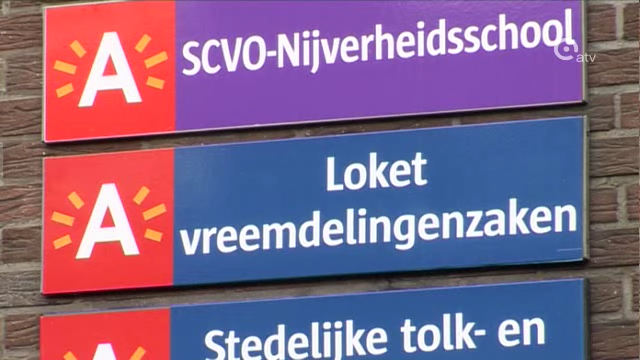 A SCVO-Nijverheidsschool
atv
A Loket
vreemdelingenzaken
A Stedelijke tolk- en